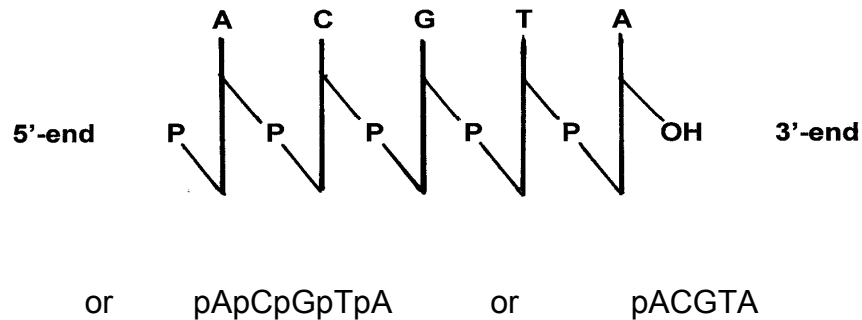 A C G T A
5'-end P P P P P OH 3'-end
or pApCpGpTpA or pACGTA